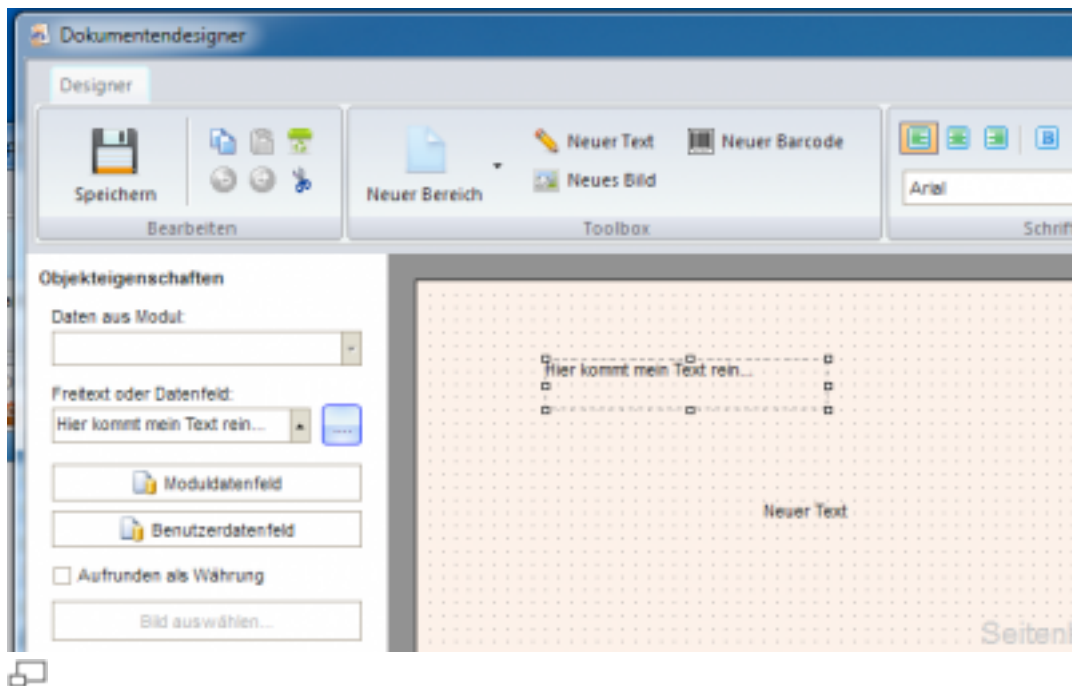 Dokumentendesigner
Designer
Speichern
Bearbeiten
Neuer Bereich
Neuer Text
Neuer Barcode
Neues Bild
Toolbox
B
Arial
Schrift
Objekteigenschaften
Daten aus Modul:
Freitext oder Datenfeld:
Hier kommt mein Text rein...
....
Moduldatenfeld
Benutzerdatenfeld
Aufrunden als Währung
Bild auswählen...
Hier kommt mein Text rein...
Neuer Text